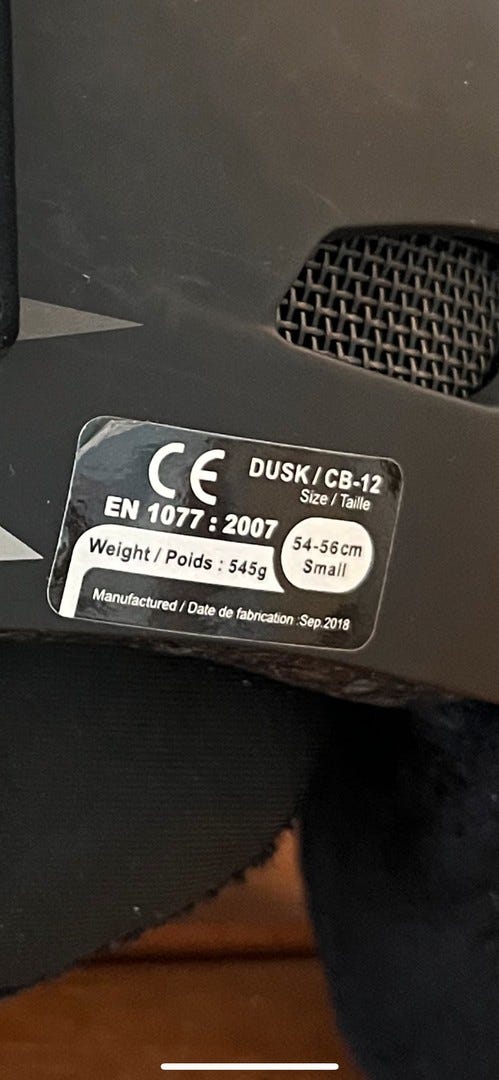 CE
DUSK / CB-12
Size / Taille
EN 1077 : 2007
54-56cm
Small
Weight / Poids : 545g
Manufactured / Date de fabrication :Sep.2018